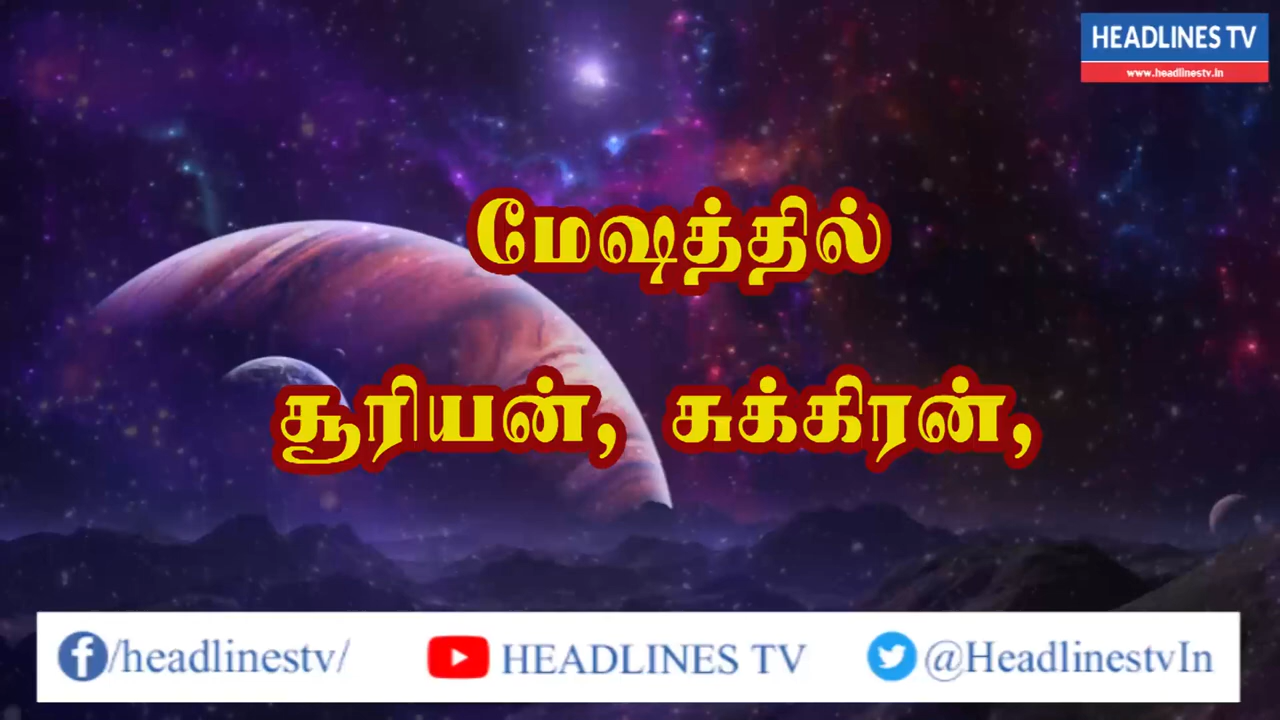 HEADLINES TV
www.headlinestv.in
மேஷத்தில்
சூரியன், சுக்கிரன்,
/headlinestv/
HEADLINES TV
@HeadlinestvIn